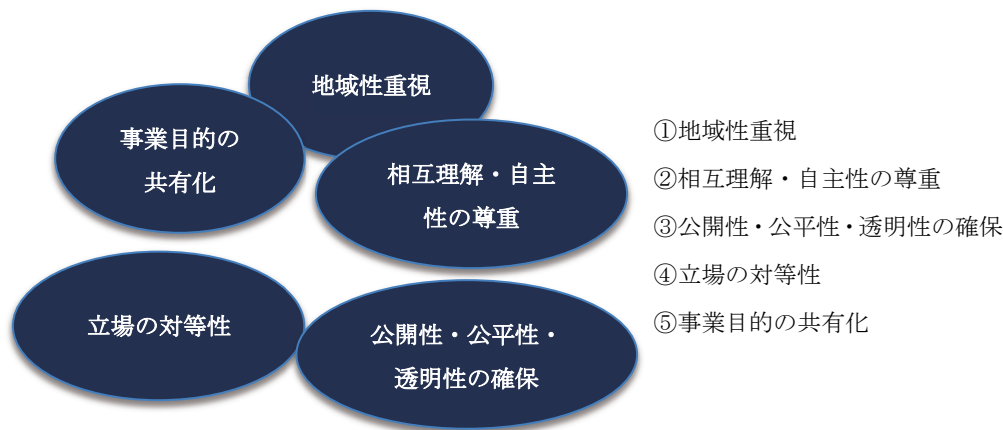 地域性重視
事業目的の
共有化
相互理解・自主
性の尊重
立場の対等性
公開性・公平性・
透明性の確保
①地域性重視
②相互理解・自主性の尊重
③公開性・公平性・透明性の確保
④立場の対等性
⑤事業目的の共有化